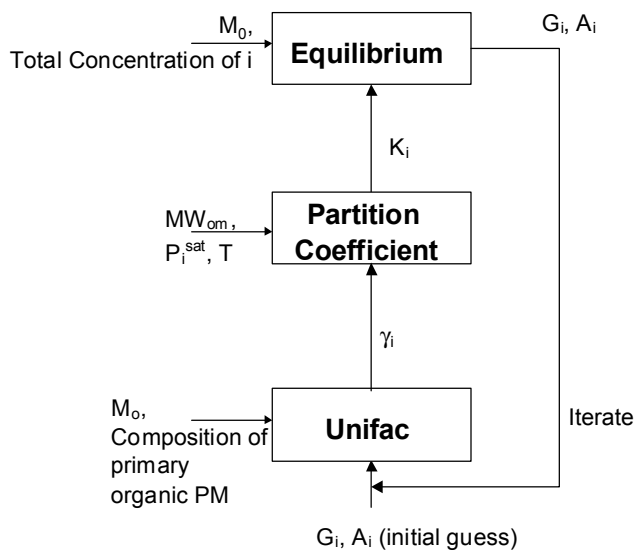 M₀,
Total Concentration of i
Equilibrium
Gᵢ, Aᵢ
Kᵢ
MWₒₘ,
Pᵢˢᵃᵗ, T
Partition
Coefficient
γᵢ
Mₒ,
Composition of
primary
organic PM
Unifac
Iterate
Gᵢ, Aᵢ (initial guess)